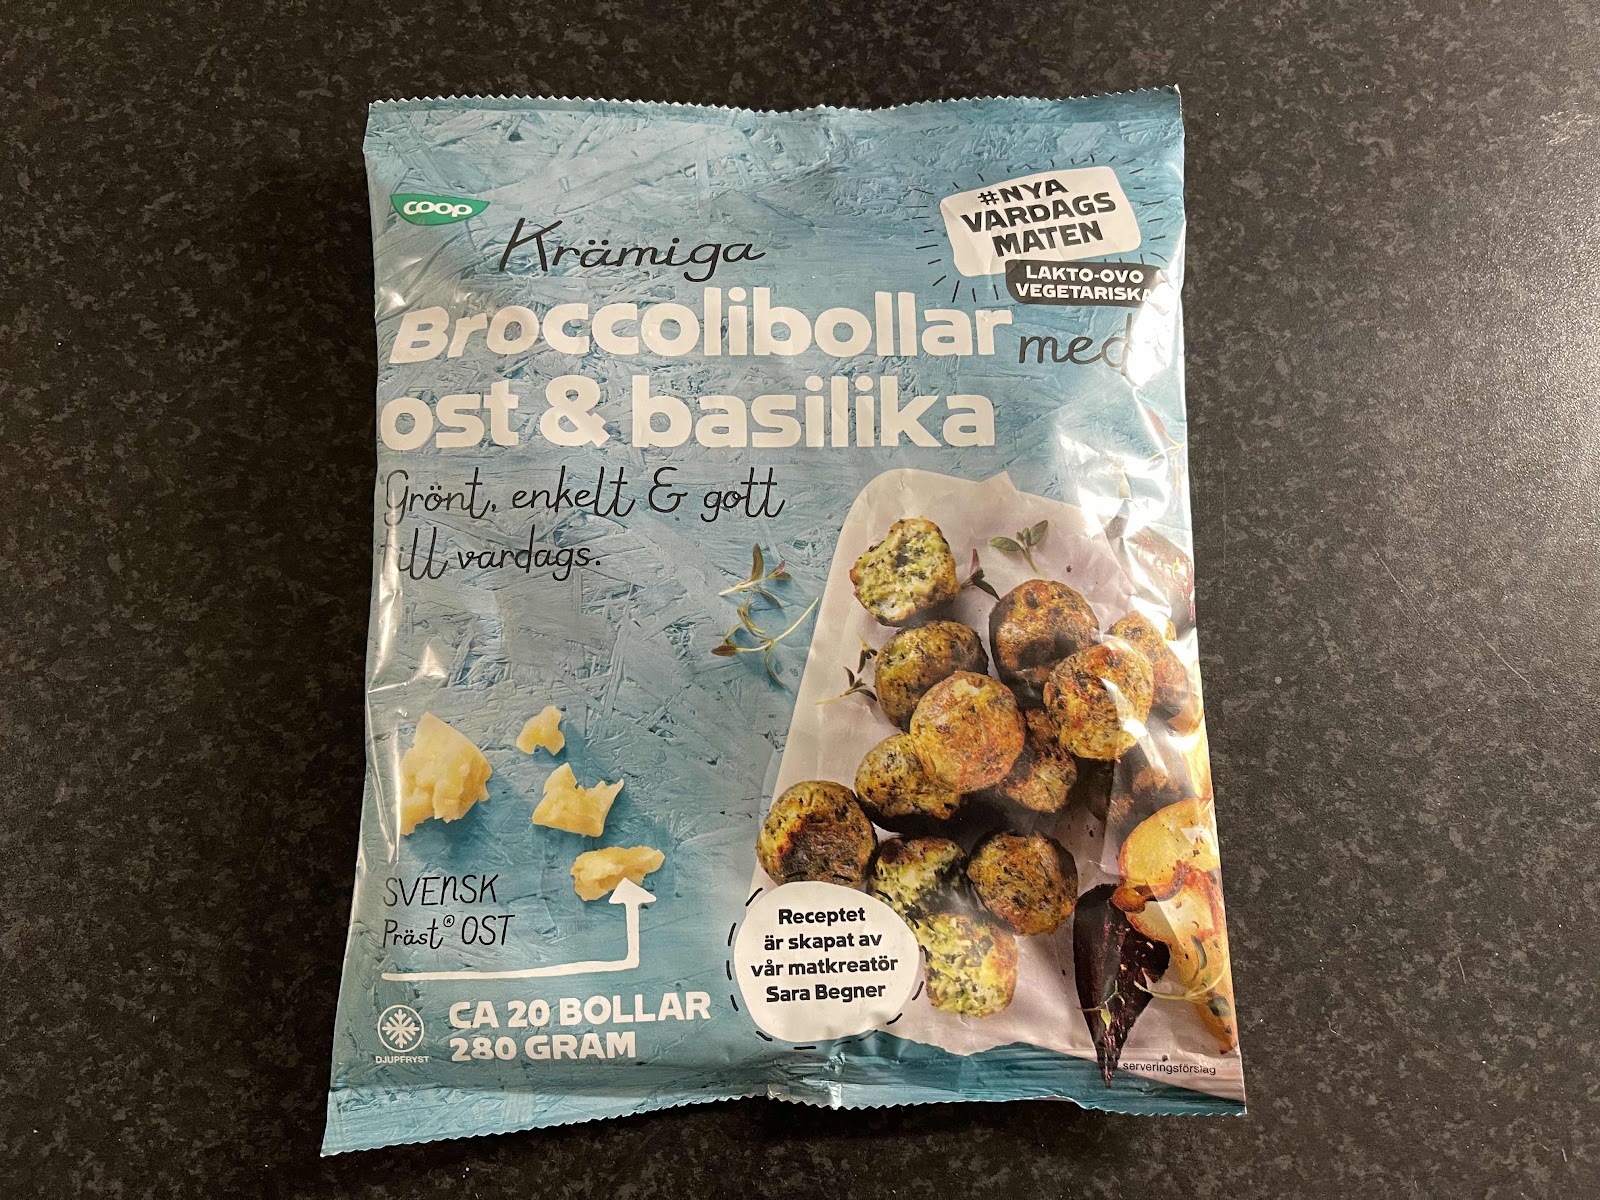 coop
#NYA
VARDAGS
MATEN
LAKTO-OVO
VEGETARISKA
Krämiga
Broccolibollar med
ost & basilika
Grönt, enkelt & gott
till vardags.
SVENSK
Präst® OST
Receptet
är skapat av
vår matkreatör
Sara Begner
CA 20 BOLLAR
280 GRAM
DJUPFRYST
serveringsförslag